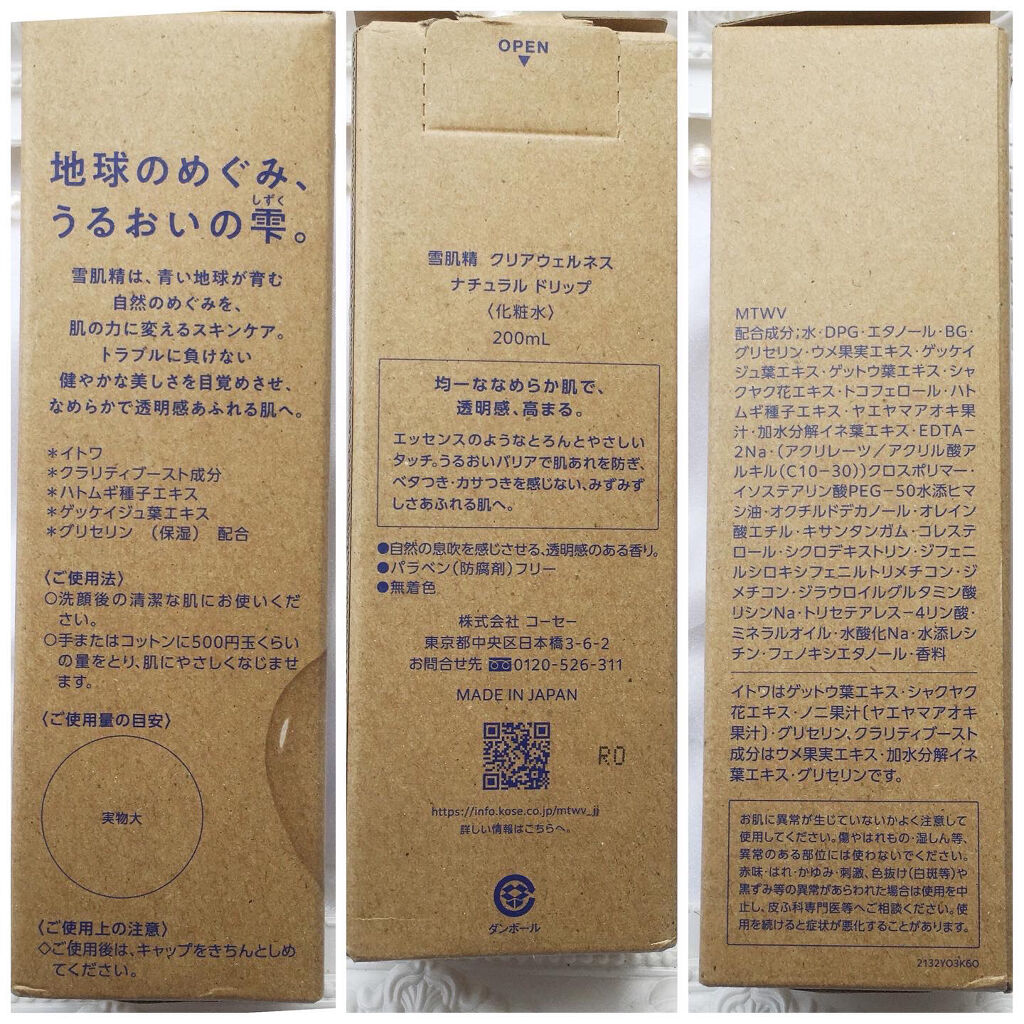 地球のめぐみ、
うるおいの雫。
しずく
雪肌精は、青い地球が育む
自然のめぐみを、
肌の力に変えるスキンケア。
トラブルに負けない
健やかな美しさを目覚めさせ、
なめらかで透明感あふれる肌へ。
*イトワ
*クラリティブースト成分
*ハトムギ種子エキス
*ゲッケイジュ葉エキス
*グリセリン (保湿) 配合
〈ご使用法〉
○洗顔後の清潔な肌にお使いくだ
さい。
○手またはコットンに500円玉くらい
の量をとり、肌にやさしくなじませ
ます。
〈ご使用量の目安〉
実物大
〈ご使用上の注意〉
◇ご使用後は、キャップをきちんとしめ
てください。
OPEN
▼
雪肌精 クリアウェルネス
ナチュラル ドリップ
〈化粧水〉
200mL
均一ななめらか肌で、
透明感、高まる。
エッセンスのようなとろんとやさしい
タッチ。うるおいバリアで肌あれを防ぎ、
ベタつき・カサつきを感じない、みずみず
しさあふれる肌へ。
●自然の息吹を感じさせる、透明感のある香り。
●パラベン(防腐剤)フリー
●無着色
株式会社 コーセー
東京都中央区日本橋3-6-2
お問合せ先 0120-526-311
MADE IN JAPAN
RO
https://info.kose.co.jp/mtwv_jj
詳しい情報はこちらへ。
ダンボール
MTWV
配合成分;水・DPG・エタノール・BG・
グリセリン・ウメ果実エキス・ゲッケイ
ジュ葉エキス・ゲットウ葉エキス・シャ
クヤク花エキス・トコフェロール・ハト
ムギ種子エキス・ヤエヤマアオキ果
汁・加水分解イネ葉エキス・EDTA-
2Na・(アクリレーツ/アクリル酸ア
ルキル(C10-30))クロスポリマー・
イソステアリン酸PEG-50水添ヒマ
シ油・オクチルドデカノール・オレイン
酸エチル・キサンタンガム・コレステ
ロール・シクロデキストリン・ジフェニ
ルシロキシフェニルトリメチコン・ジ
メチコン・ジラウロイルグルタミン酸
リシンNa・トリセテアレス-4リン酸・
ミネラルオイル・水酸化Na・水添レシ
チン・フェノキシエタノール・香料
イトワはゲットウ葉エキス・シャクヤク
花エキス・ノニ果汁〔ヤエヤマアオキ
果汁〕・グリセリン、クラリティブースト
成分はウメ果実エキス・加水分解イネ
葉エキス・グリセリンです。
お肌に異常が生じていないかよく注意して
使用してください。傷やはれもの・湿しん等、
異常のある部位には使わないでください。
赤味・はれ・かゆみ・刺激、色抜け(白斑等)や
黒ずみ等の異常があらわれた場合は使用を中
止し、皮ふ科専門医等へご相談ください。使
用を続けると症状が悪化することがあります。
2132Y03K60